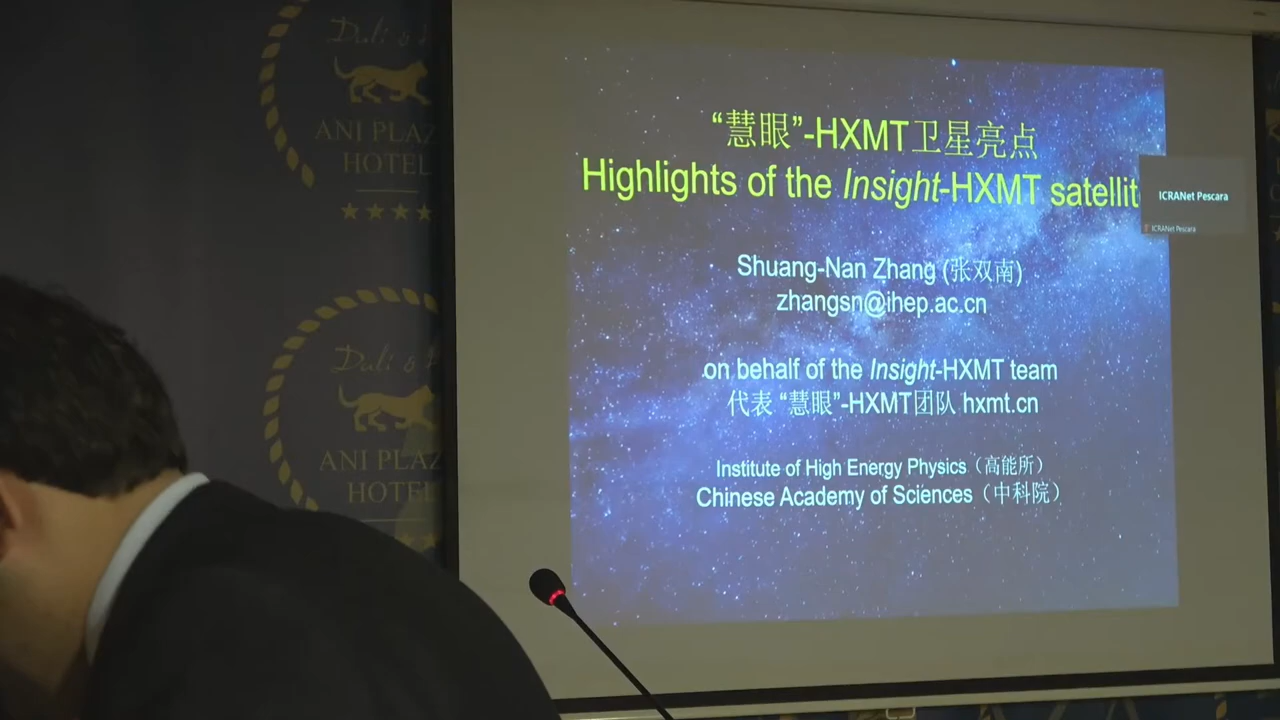 ANI PLAZ
HOTEL
ANI PLAZ
HOTEL
“慧眼”-HXMT卫星亮点
Highlights of the Insight-HXMT satellit
Shuang-Nan Zhang (张双南)
zhangsn@ihep.ac.cn
on behalf of the Insight-HXMT team
代表 “慧眼”-HXMT团队 hxmt.cn
Institute of High Energy Physics（高能所）
Chinese Academy of Sciences（中科院）
ICRANet Pescara
ICRANet Pescara